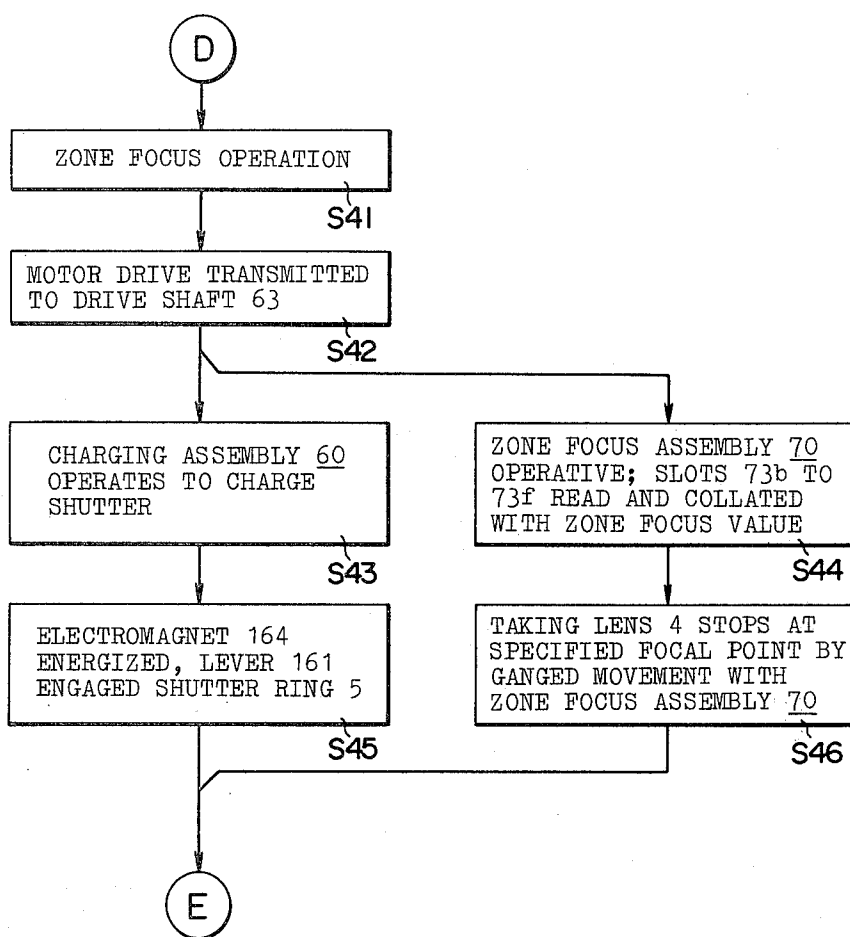 D
ZONE FOCUS OPERATION
S41
MOTOR DRIVE TRANSMITTED
TO DRIVE SHAFT 63
S42
CHARGING ASSEMBLY 60
OPERATES TO CHARGE
SHUTTER
S43
ZONE FOCUS ASSEMBLY 70
OPERATIVE; SLOTS 73b TO
73f READ AND COLLATED
WITH ZONE FOCUS VALUE
S44
ELECTROMAGNET 164
ENERGIZED, LEVER 161
ENGAGED SHUTTER RING 5
S45
TAKING LENS 4 STOPS AT
SPECIFIED FOCAL POINT BY
GANGED MOVEMENT WITH
ZONE FOCUS ASSEMBLY 70
S46
E